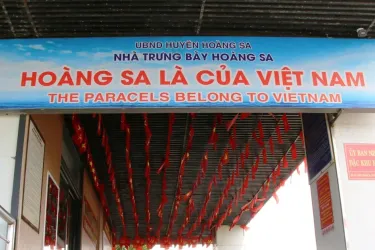 UBND HUYỆN HOÀNG SA
NHÀ TRƯNG BÀY HOÀNG SA
HOÀNG SA LÀ CỦA VIỆT NAM
THE PARACELS BELONG TO VIETNAM